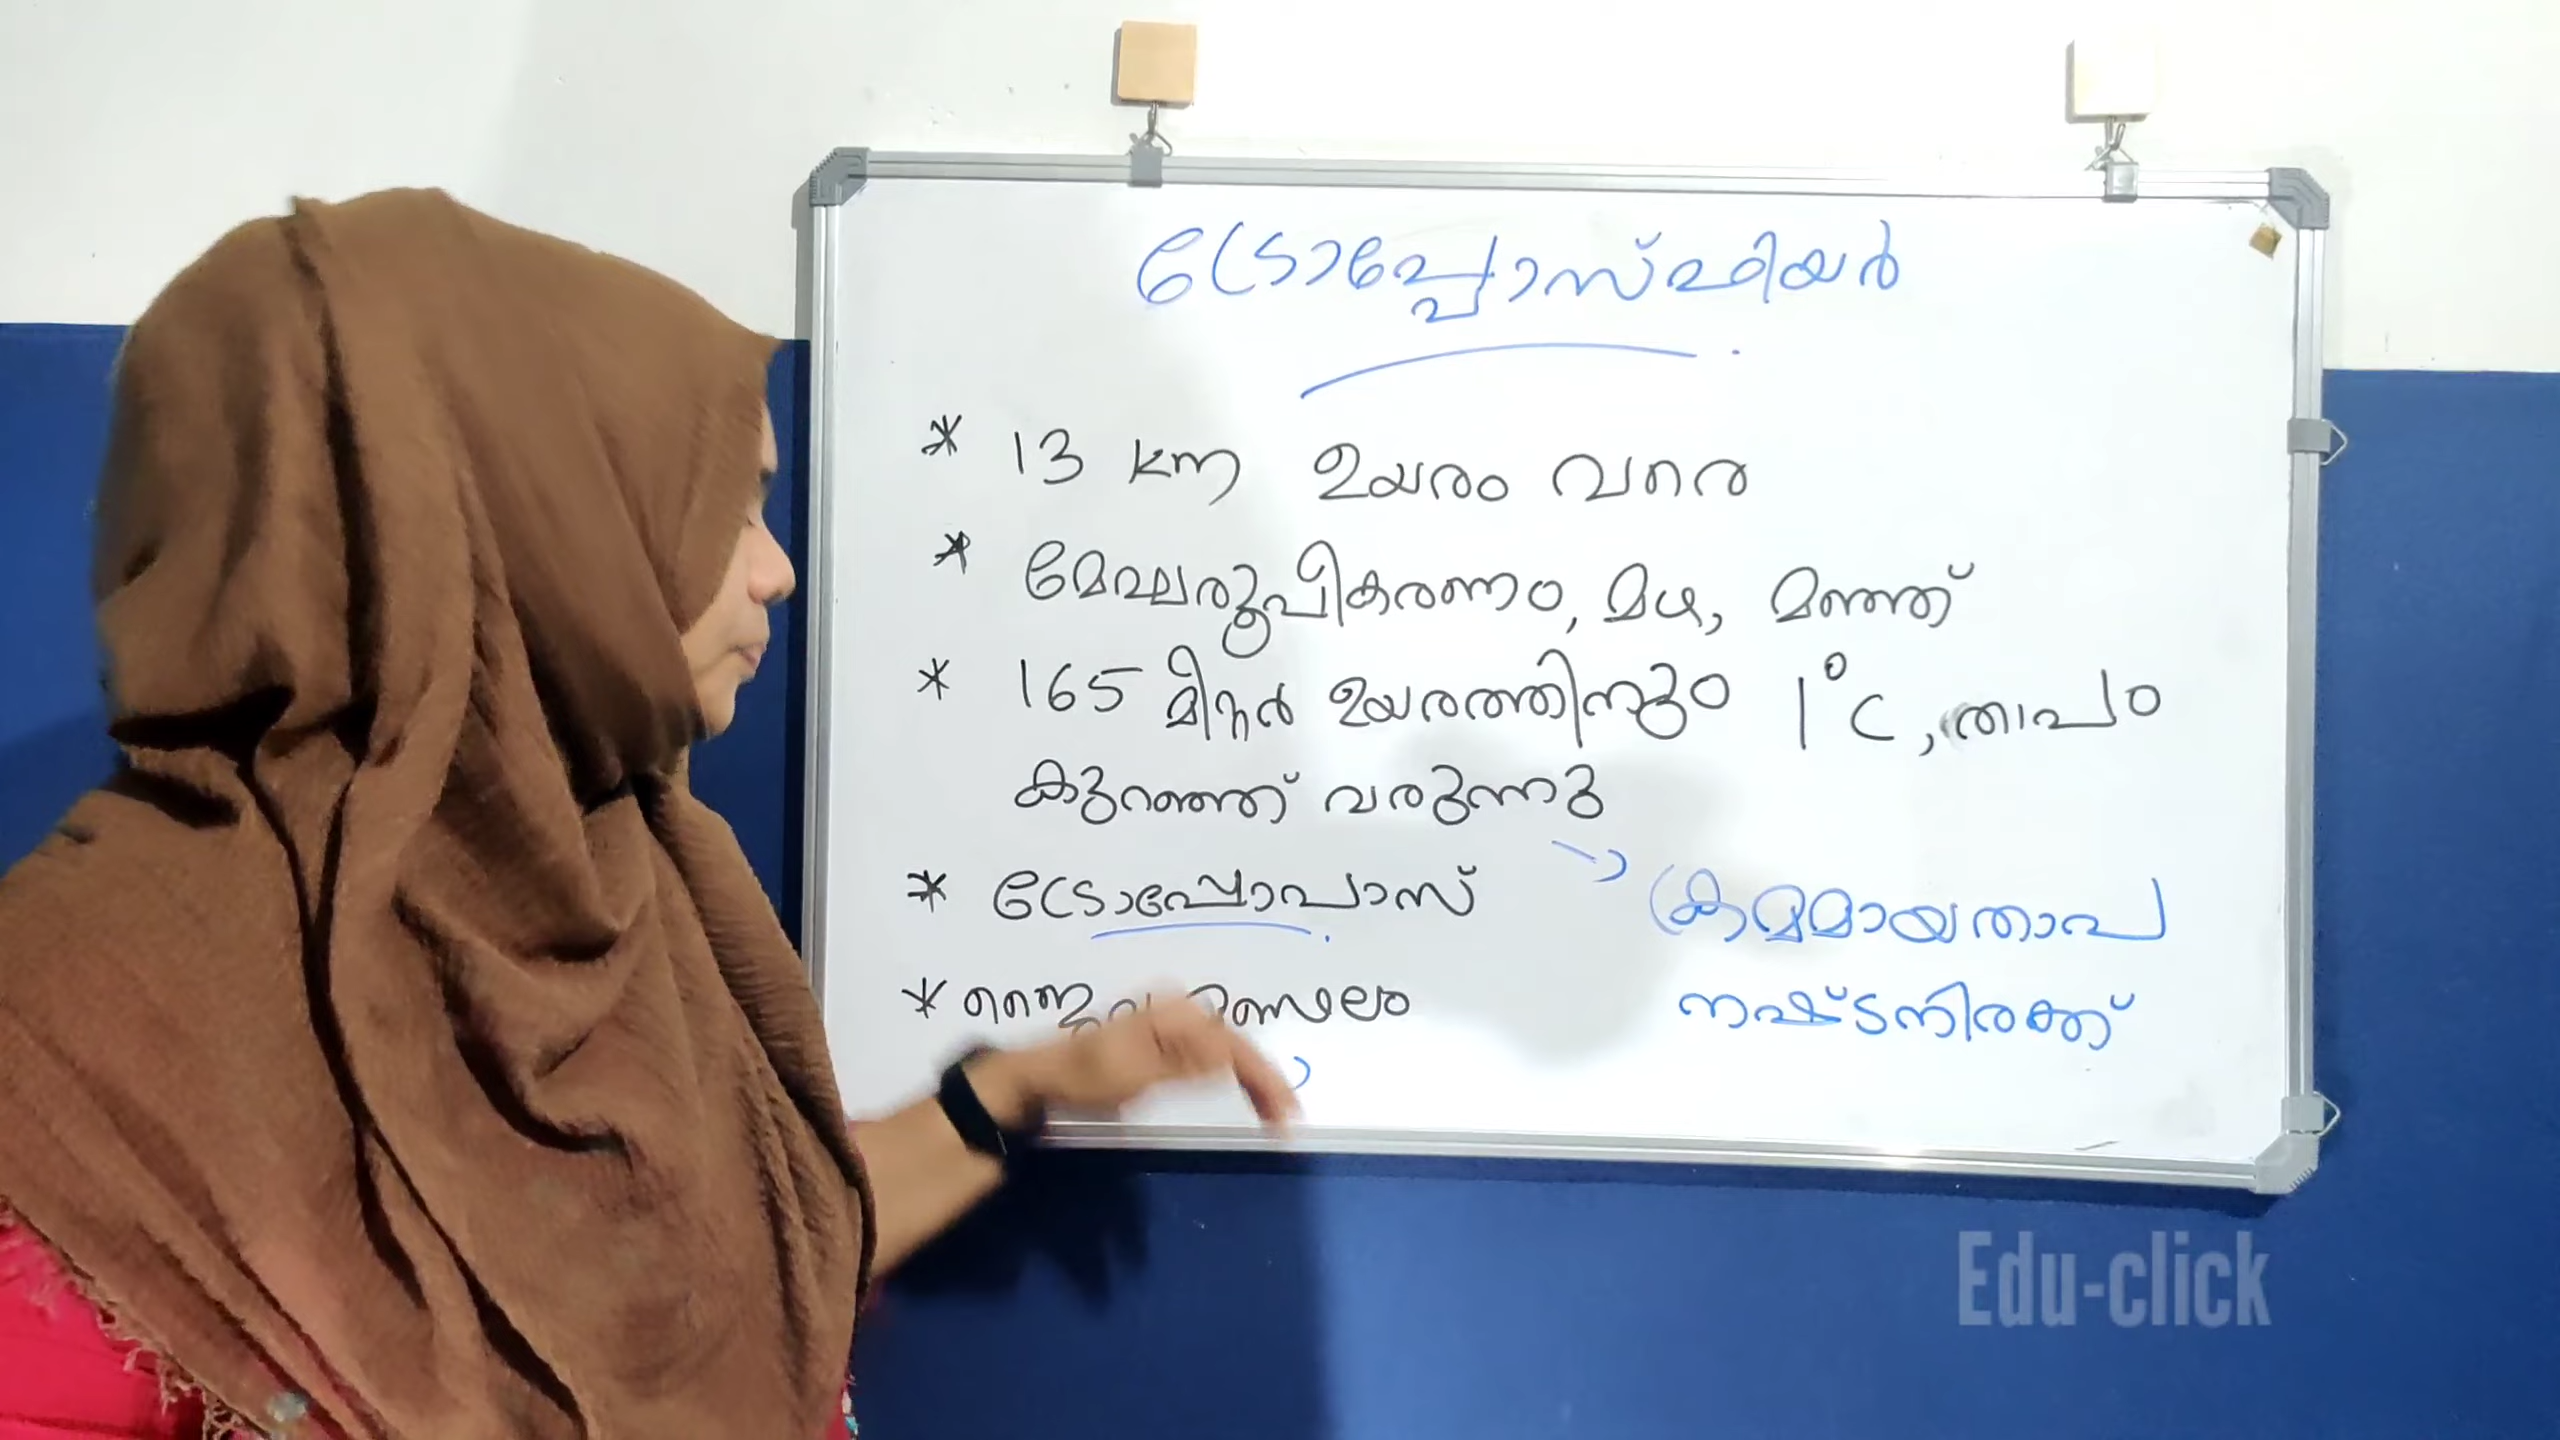 ട്രോപ്പോസ്ഫിയർ
* 13 km ഉയരം വരെ
* മേഘരൂപീകരണം, മഴ, മഞ്ഞ്
* 165 മീറ്റർ ഉയരത്തിനും 1°C, താപം
കുറഞ്ഞ് വരുന്നു
* ട്രോപ്പോപാസ്
ക്രമമായ താപ
നഷ്ടനിരക്ക്
*
Edu-click